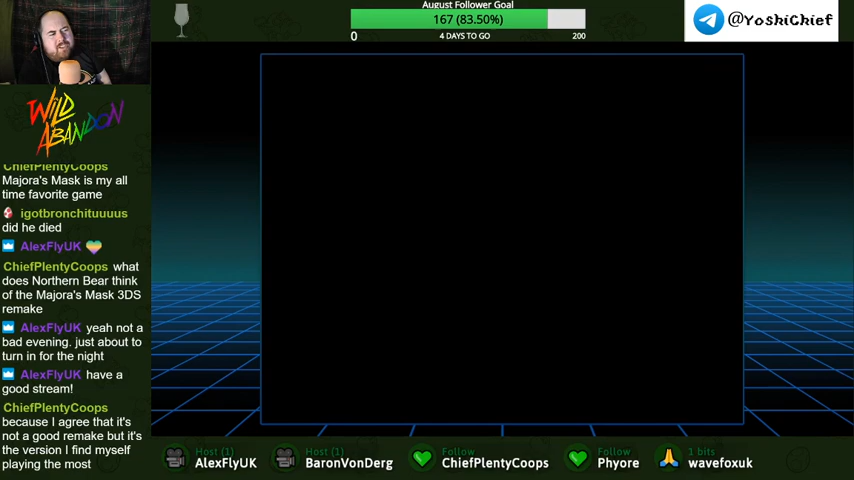 August Follower Goal
167 (83.50%)
0
4 DAYS TO GO
200
@YoshiChief
WILD
ABANDON
ChiefPlentyCoops
Majora's Mask is my all
time favorite game
igotbronchituuuus
did he died
AlexFlyUK
ChiefPlentyCoops what
does Northern Bear think
of the Majora's Mask 3DS
remake
AlexFlyUK yeah not a
bad evening. just about to
turn in for the night
AlexFlyUK have a
good stream!
ChiefPlentyCoops
because I agree that it's
not a good remake but it's
the version I find myself
playing the most
Host (1)
AlexFlyUK
Host (1)
BaronVonDerg
Follow
ChiefPlentyCoops
Follow
Phyore
1 bits
wavefoxuk